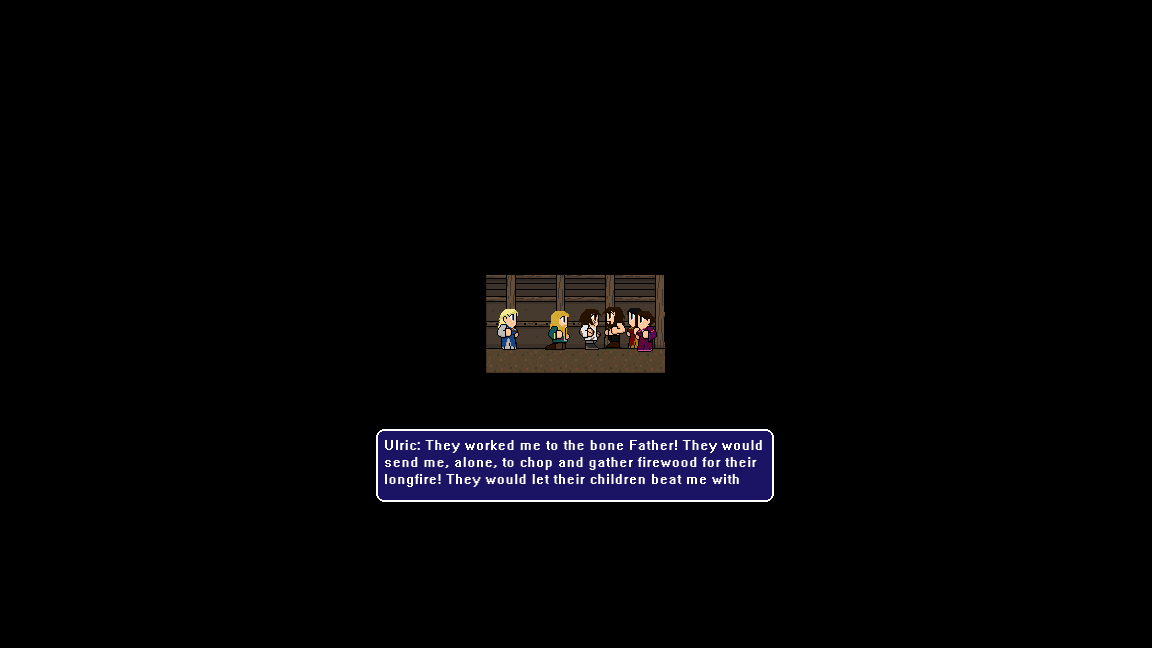 Ulric: They worked me to the bone Father! They would
send me, alone, to chop and gather firewood for their
longfire! They would let their children beat me with